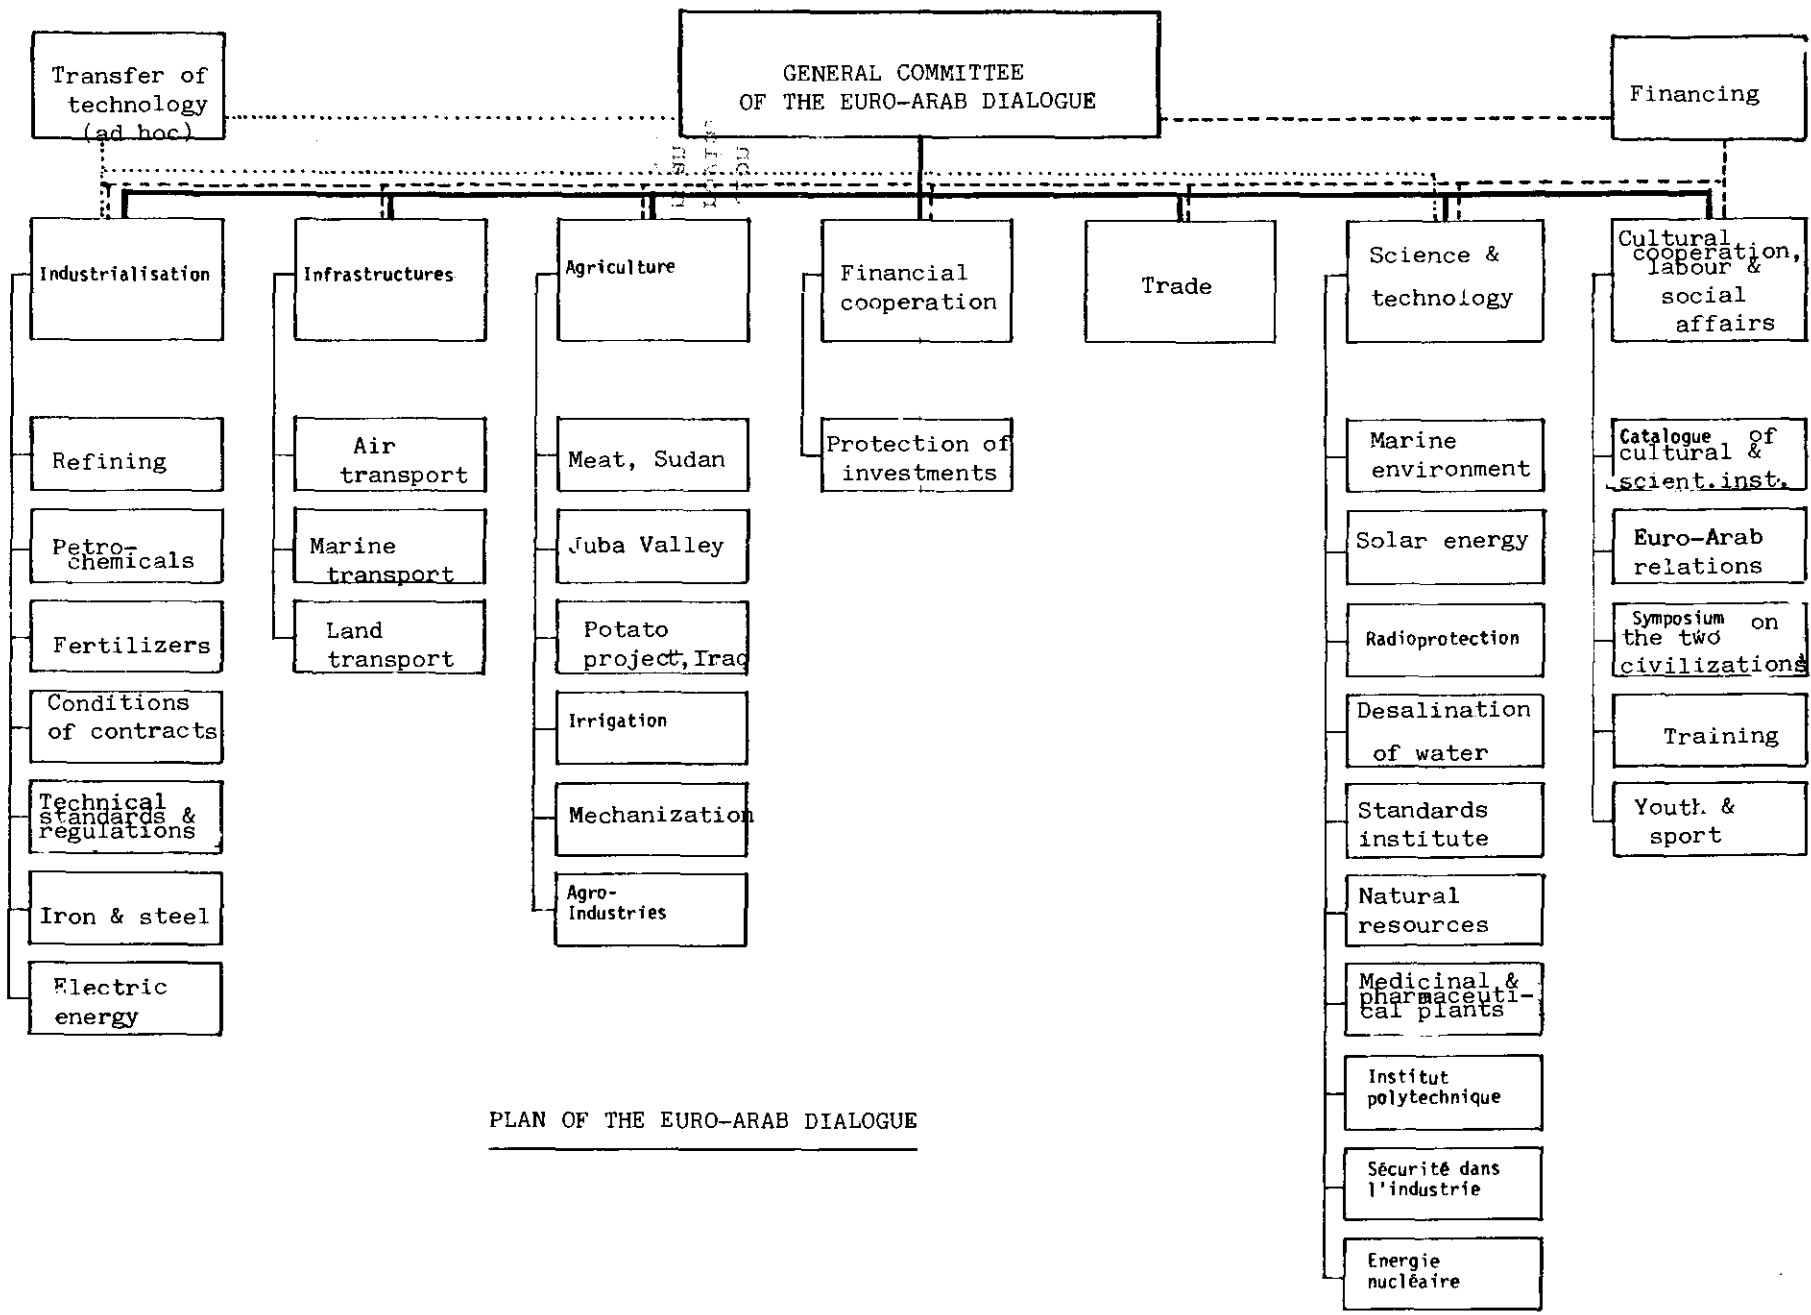 Transfer of
technology
(ad hoc)
GENERAL COMMITTEE
OF THE EURO-ARAB DIALOGUE
Financing
Industrialisation
Refining
Petro-
chemicals
Fertilizers
Conditions
of contracts
Technical
standards &
regulations
Iron & steel
Electric
energy
Infrastructures
Air
transport
Marine
transport
Land
transport
Agriculture
Meat, Sudan
Juba Valley
Potato
project, Iraq
Irrigation
Mechanization
Agro-
Industries
Financial
cooperation
Protection of
investments
Trade
Science &
technology
Marine
environment
Solar energy
Radioprotection
Desalination
of water
Standards
institute
Natural
resources
Medicinal &
pharmaceuti-
cal plants
Institut
polytechnique
Sécurité dans
l'industrie
Energie
nucléaire
Cultural
cooperation,
labour &
social
affairs
Catalogue of
cultural &
scient.inst.
Euro-Arab
relations
Symposium on
the two
civilizations
Training
Youth &
sport
PLAN OF THE EURO-ARAB DIALOGUE